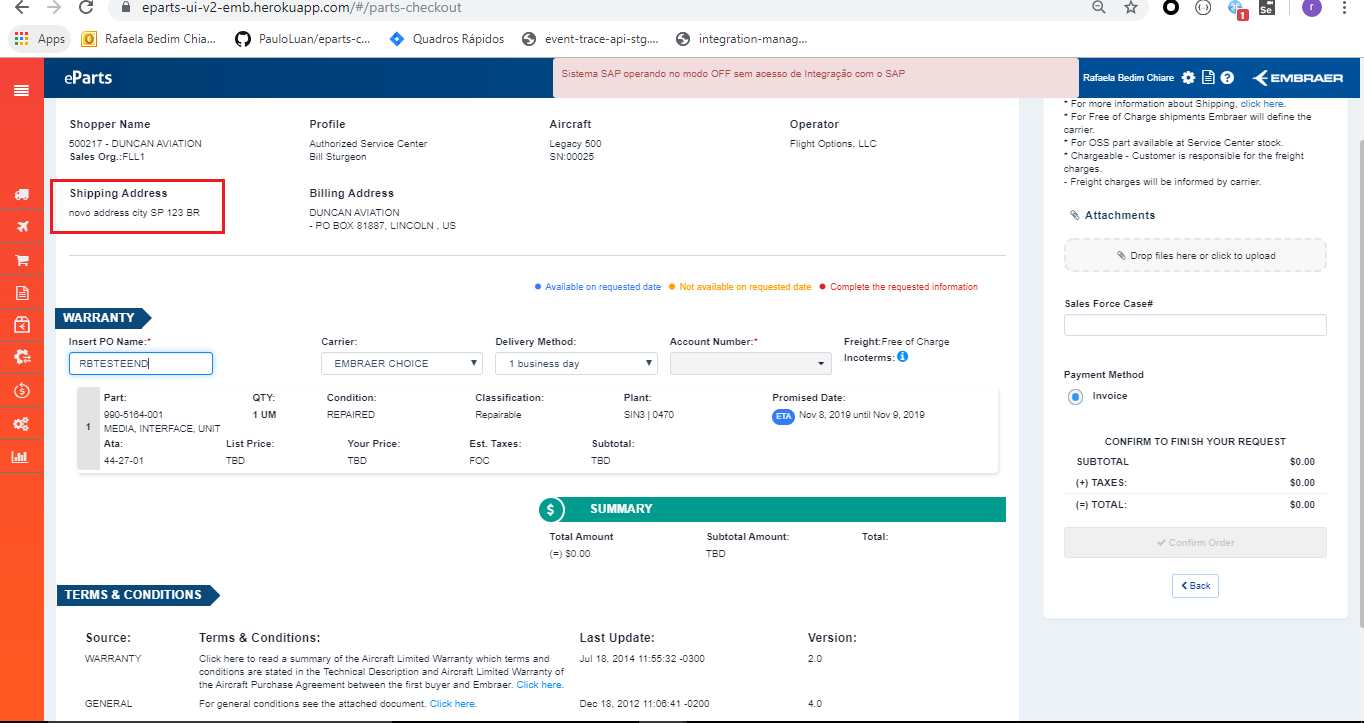 eparts-ui-v2-emb.herokuapp.com/#/parts-checkout
1
Se
r
Apps
Rafaela Bedim Chia...
PauloLuan/eparts-c...
Quadros Rápidos
event-trace-api-stg....
integration-manag...
eParts
Sistema SAP operando no modo OFF sem acesso de Integração com o SAP
Rafaela Bedim Chiare
EMBRAER
Shopper Name
500217 - DUNCAN AVIATION
Sales Org.:FLL1
Profile
Authorized Service Center
Bill Sturgeon
Aircraft
Legacy 500
SN:00025
Operator
Flight Options, LLC
Shipping Address
novo address city SP 123 BR
Billing Address
DUNCAN AVIATION
- PO BOX 81887, LINCOLN , US
Available on requested date
Not available on requested date
Complete the requested information
WARRANTY
Insert PO Name:*
RBTESTEEND
Carrier:
EMBRAER CHOICE
Delivery Method:
1 business day
Account Number:*
Freight:Free of Charge
Incoterms:
1
Part:
990-5164-001
MEDIA, INTERFACE, UNIT
QTY:
1 UM
Condition:
REPAIRED
Classification:
Repairable
Plant:
SIN3 | 0470
Promised Date:
ETA Nov 8, 2019 until Nov 9, 2019
Ata:
44-27-01
List Price:
TBD
Your Price:
TBD
Est. Taxes:
FOC
Subtotal:
TBD
$ SUMMARY
Total Amount
(=) $0.00
Subtotal Amount:
TBD
Total:
TERMS & CONDITIONS
Source:
Terms & Conditions:
Last Update:
Version:
WARRANTY
Click here to read a summary of the Aircraft Limited Warranty which terms and
conditions are stated in the Technical Description and Aircraft Limited Warranty of
the Aircraft Purchase Agreement between the first buyer and Embraer. Click here.
Jul 18, 2014 11:55:32 -0300
2.0
GENERAL
For general conditions see the attached document. Click here.
Dec 18, 2012 11:06:41 -0200
4.0
* For more information about Shipping, click here.
* For Free of Charge shipments Embraer will define the
carrier.
* For OSS part available at Service Center stock.
* Chargeable - Customer is responsible for the freight
charges.
- Freight charges will be informed by carrier.
Attachments
Drop files here or click to upload
Sales Force Case#
Payment Method
Invoice
CONFIRM TO FINISH YOUR REQUEST
SUBTOTAL $0.00
(+) TAXES: $0.00
(=) TOTAL: $0.00
Confirm Order
Back